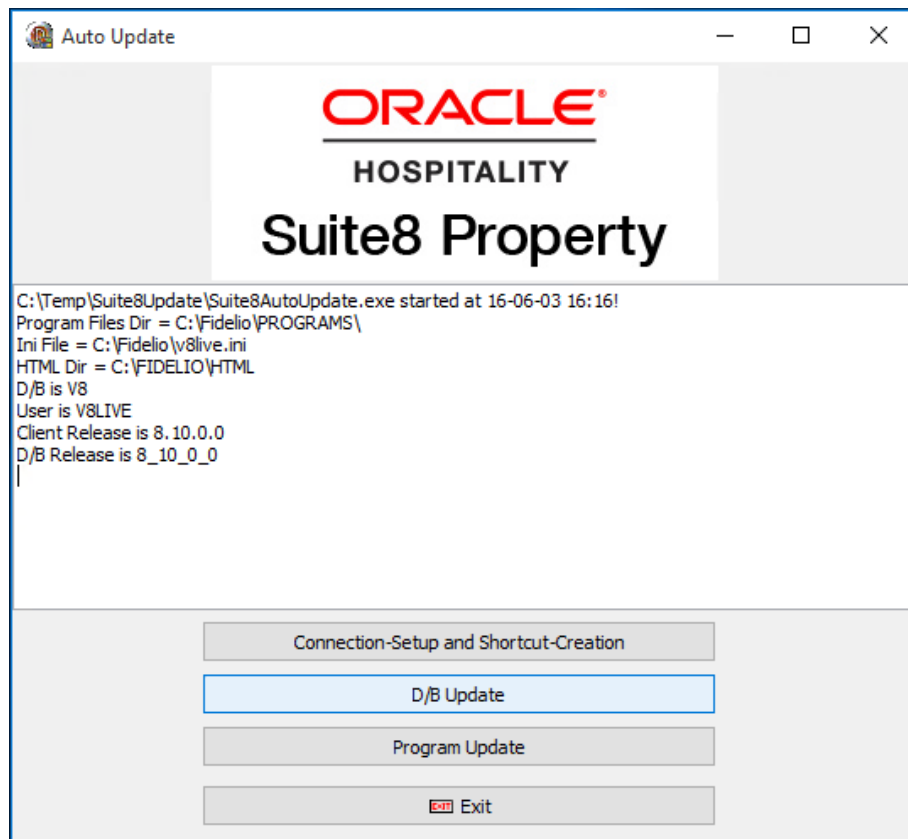 Auto Update
ORACLE®
HOSPITALITY
Suite8 Property
C:\Temp\Suite8Update\Suite8AutoUpdate.exe started at 16-06-03 16:16!
Program Files Dir = C:\Fidelio\PROGRAMS\
Ini File = C:\Fidelio\v8live.ini
HTML Dir = C:\FIDELIO\HTML
D/B is V8
User is V8LIVE
Client Release is 8.10.0.0
D/B Release is 8_10_0_0
Connection-Setup and Shortcut-Creation
D/B Update
Program Update
EXIT Exit